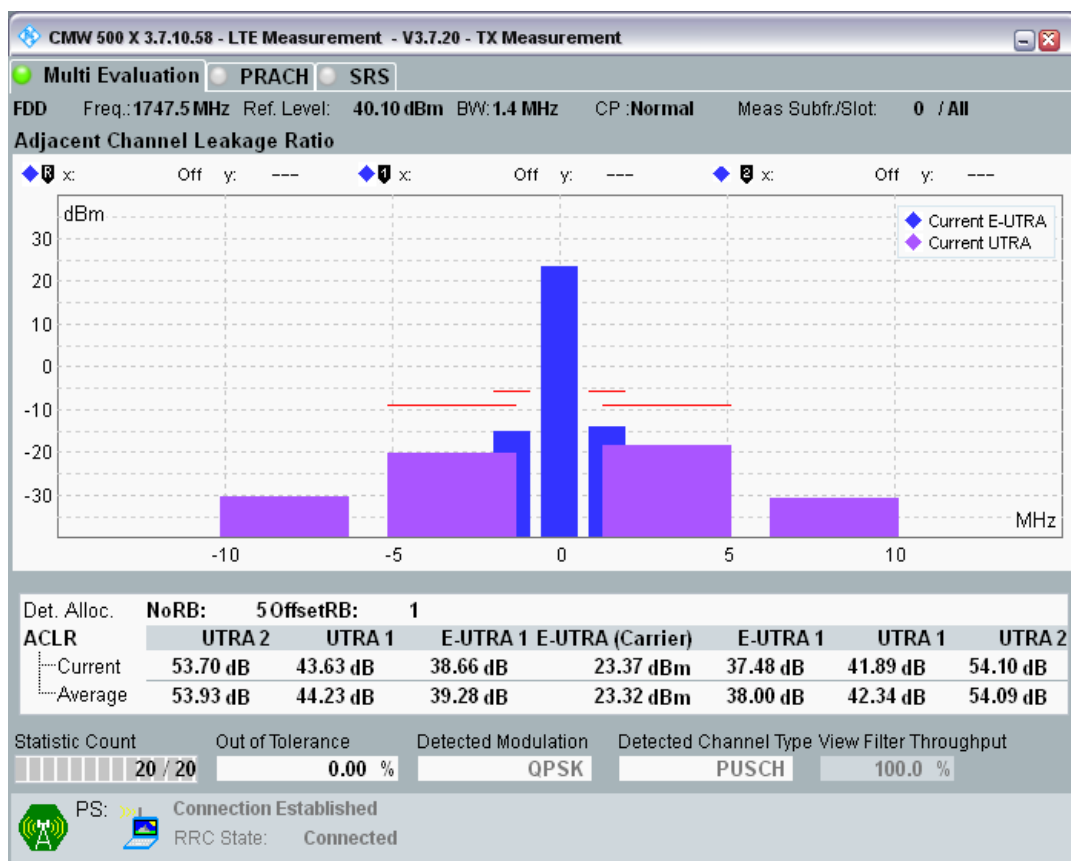 CMW 500 X 3.7.10.58 - LTE Measurement - V3.7.20 - TX Measurement
Multi Evaluation PRACH SRS
FDD Freq.: 1747.5 MHz Ref. Level: 40.10 dBm BW: 1.4 MHz CP : Normal Meas Subfr./Slot: 0 / All
Adjacent Channel Leakage Ratio
R x: Off y: --- 1 x: Off y: --- 2 x: Off y: ---
dBm
Current E-UTRA
Current UTRA
30
20
10
0
-10
-20
-30
MHz
-10 -5 0 5 10
Det. Alloc. NoRB: 5 OffsetRB: 1
ACLR UTRA 2 UTRA 1 E-UTRA 1 E-UTRA (Carrier) E-UTRA 1 UTRA 1 UTRA 2
Current 53.70 dB 43.63 dB 38.66 dB 23.37 dBm 37.48 dB 41.89 dB 54.10 dB
Average 53.93 dB 44.23 dB 39.28 dB 23.32 dBm 38.00 dB 42.34 dB 54.09 dB
Statistic Count Out of Tolerance Detected Modulation Detected Channel Type View Filter Throughput
20 / 20 0.00 % QPSK PUSCH 100.0 %
PS: Connection Established
RRC State: Connected